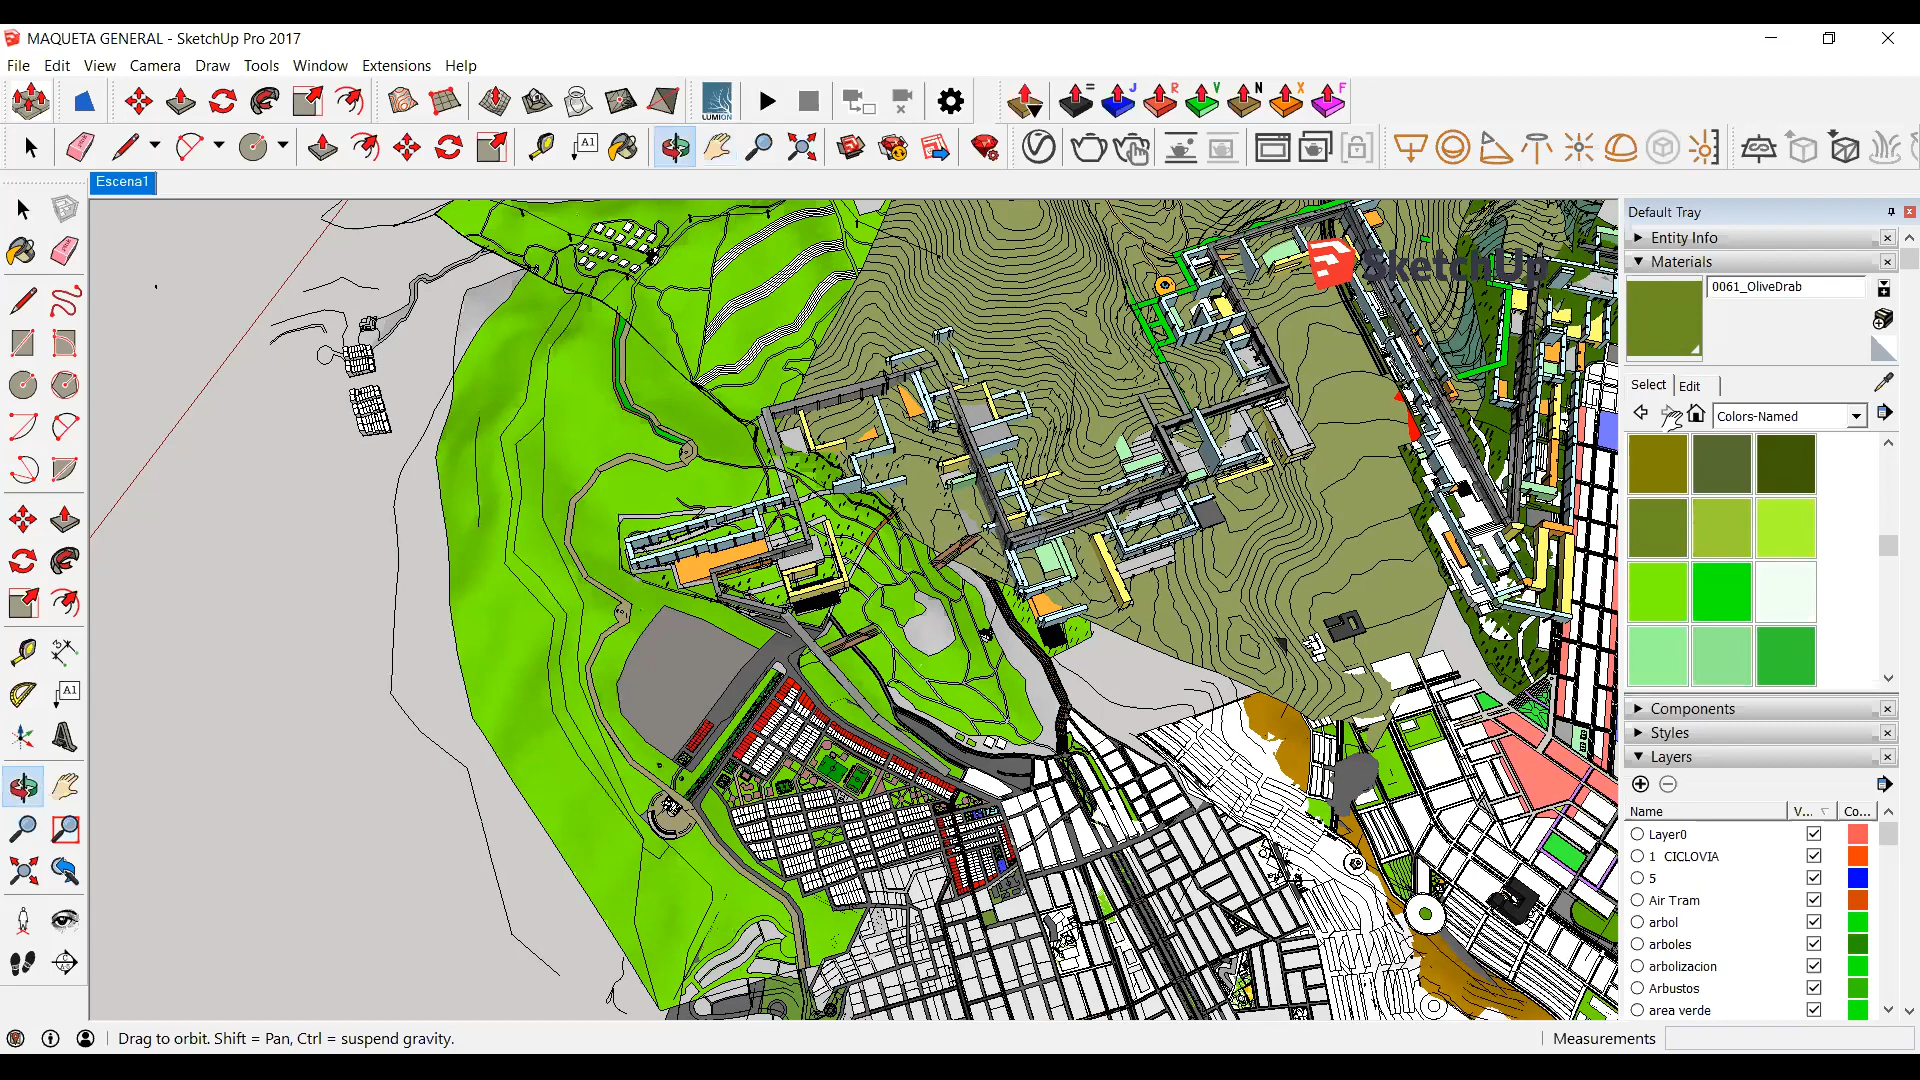 MAQUETA GENERAL - SketchUp Pro 2017
File Edit View Camera Draw Tools Window Extensions Help
LUMION
= J R V N X F
A1
Escena1
Default Tray
Entity Info
Materials
SketchUp
0061_OliveDrab
Select Edit
Colors-Named
A1
Components
Styles
Layers
Name V... Co...
Layer0
1 CICLOVIA
5
Air Tram
arbol
arboles
arbolizacion
Arbustos
area verde
Drag to orbit. Shift = Pan, Ctrl = suspend gravity.
Measurements